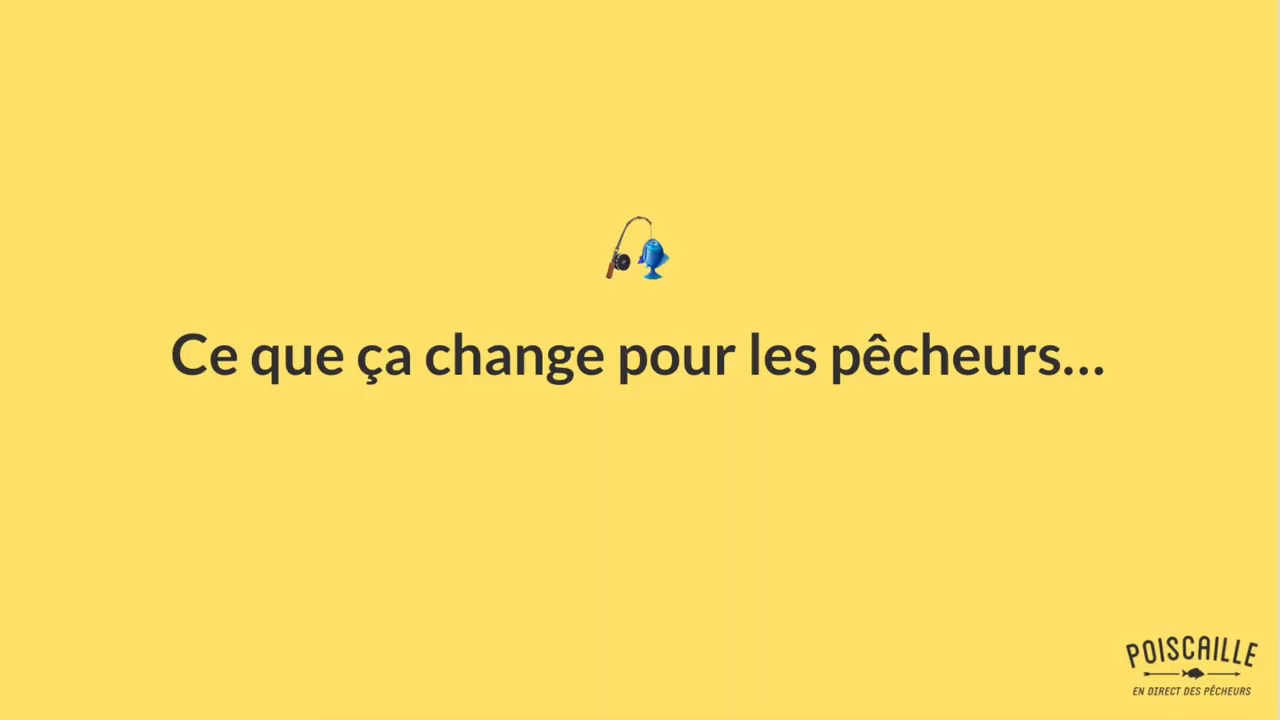 Ce que ça change pour les pêcheurs...
POISCAILLE
EN DIRECT DES PÊCHEURS